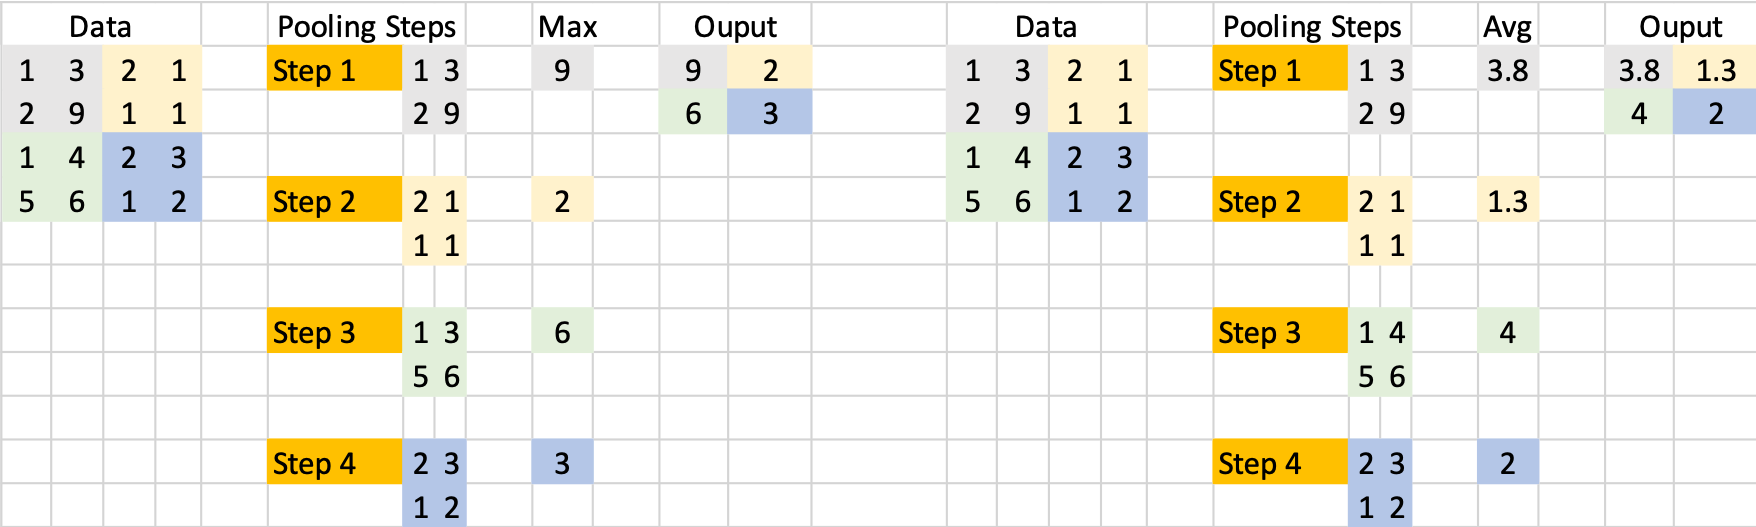 Data Pooling Steps Max Ouput Data Pooling Steps Avg Ouput
1 3 2 1 Step 1 1 3 9 9 2 1 3 2 1 Step 1 1 3 3.8 3.8 1.3
2 9 1 1 2 9 6 3 2 9 1 1 2 9 4 2
1 4 2 3 1 4 2 3
5 6 1 2 Step 2 2 1 2 5 6 1 2 Step 2 2 1 1.3
1 1 1 1
Step 3 1 3 6 Step 3 1 4 4
5 6 5 6
Step 4 2 3 3 Step 4 2 3 2
1 2 1 2